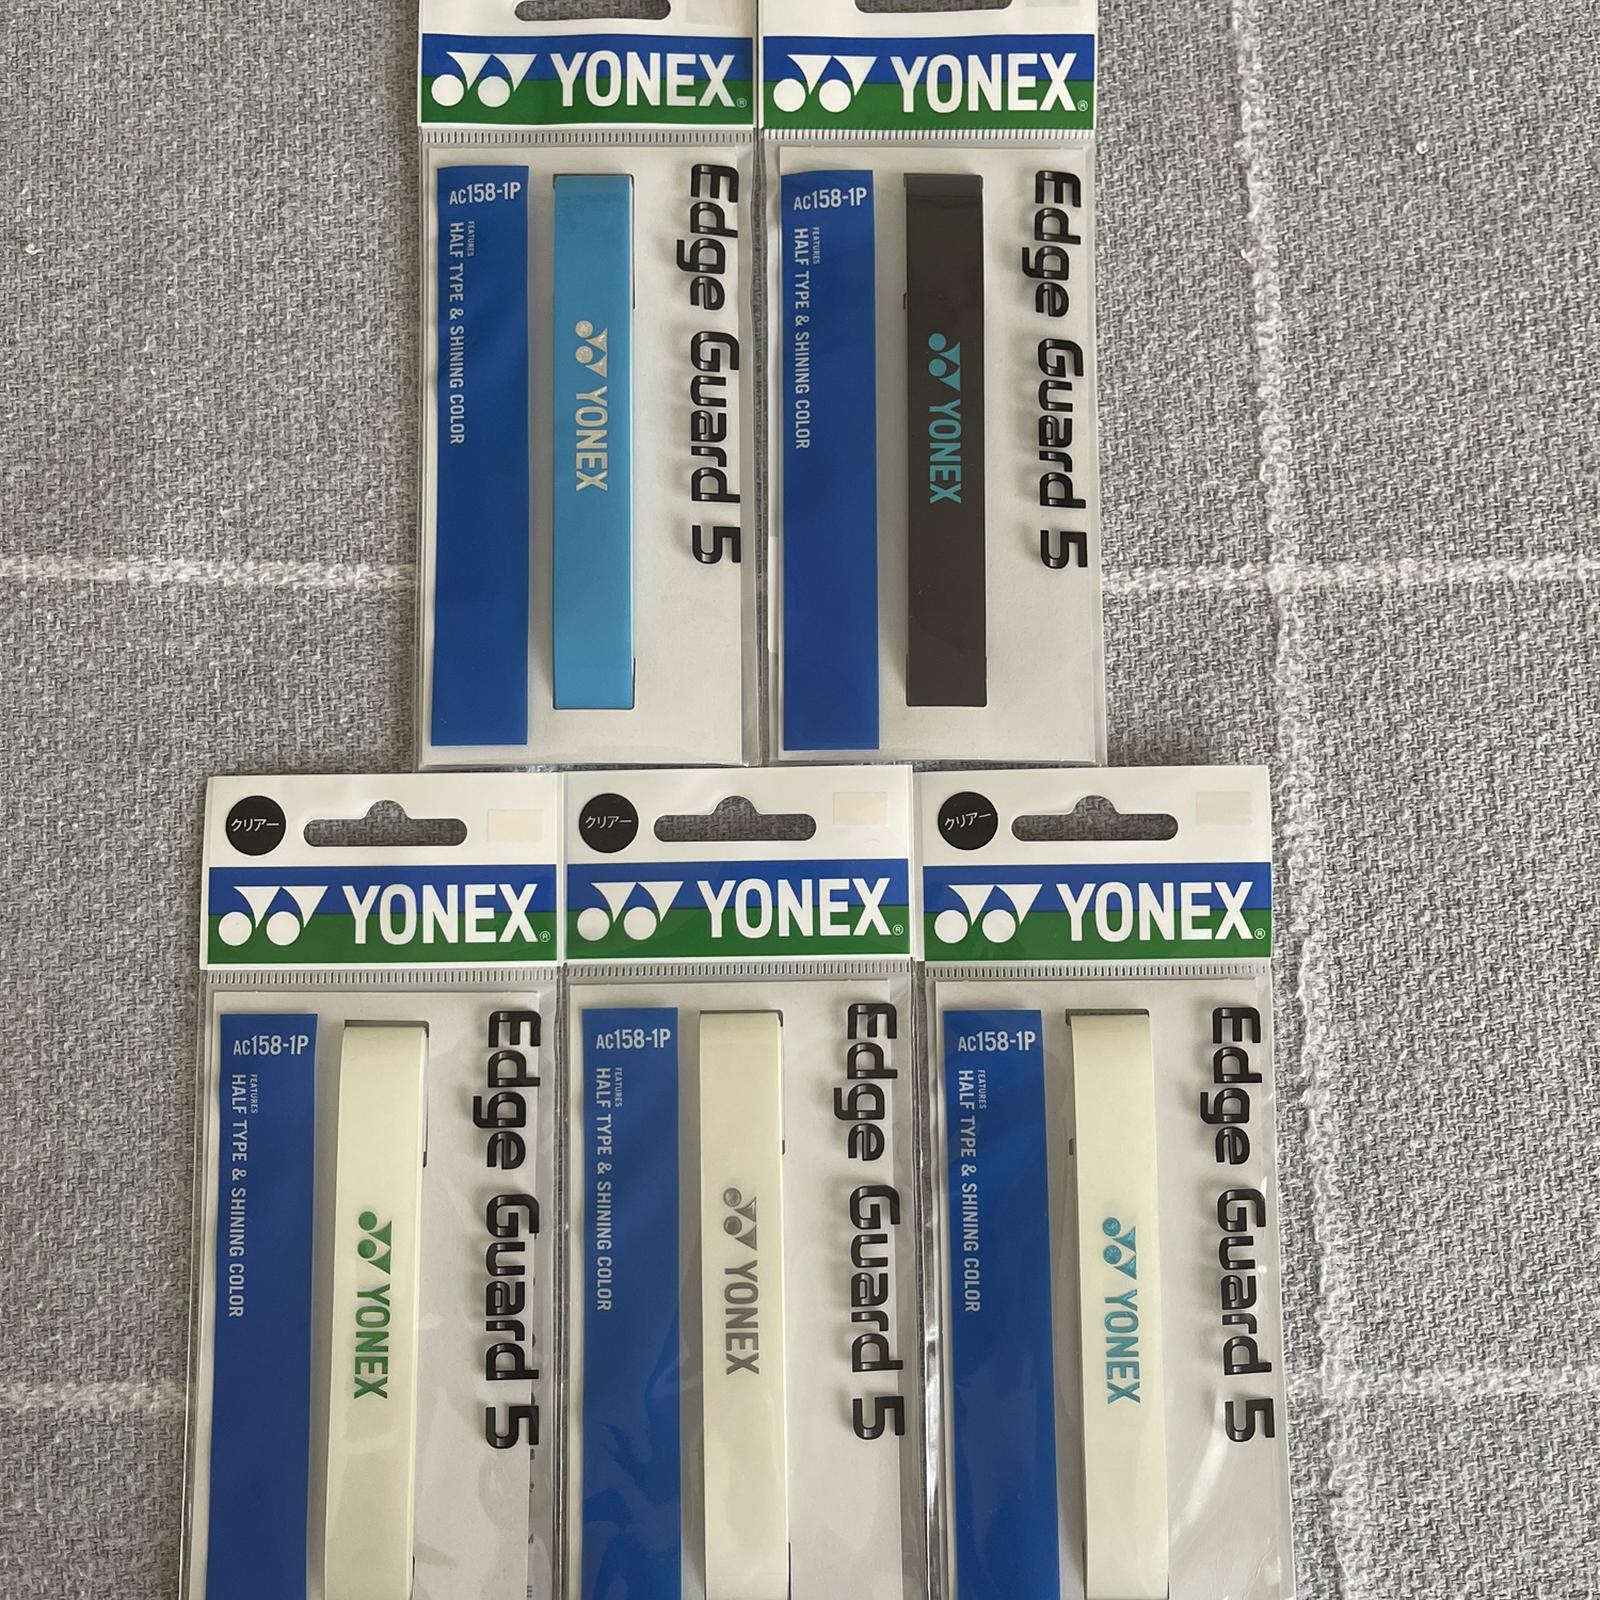 YONEX®
AC158-1P
FEATURES
HALF TYPE & SHINING COLOR
YONEX
Edge Guard 5
YONEX®
AC158-1P
FEATURES
HALF TYPE & SHINING COLOR
YONEX
Edge Guard 5
クリアー
YONEX®
AC158-1P
FEATURES
HALF TYPE & SHINING COLOR
YONEX
Edge Guard 5
クリアー
YONEX®
AC158-1P
FEATURES
HALF TYPE & SHINING COLOR
YONEX
Edge Guard 5
クリアー
YONEX®
AC158-1P
FEATURES
HALF TYPE & SHINING COLOR
YONEX
Edge Guard 5